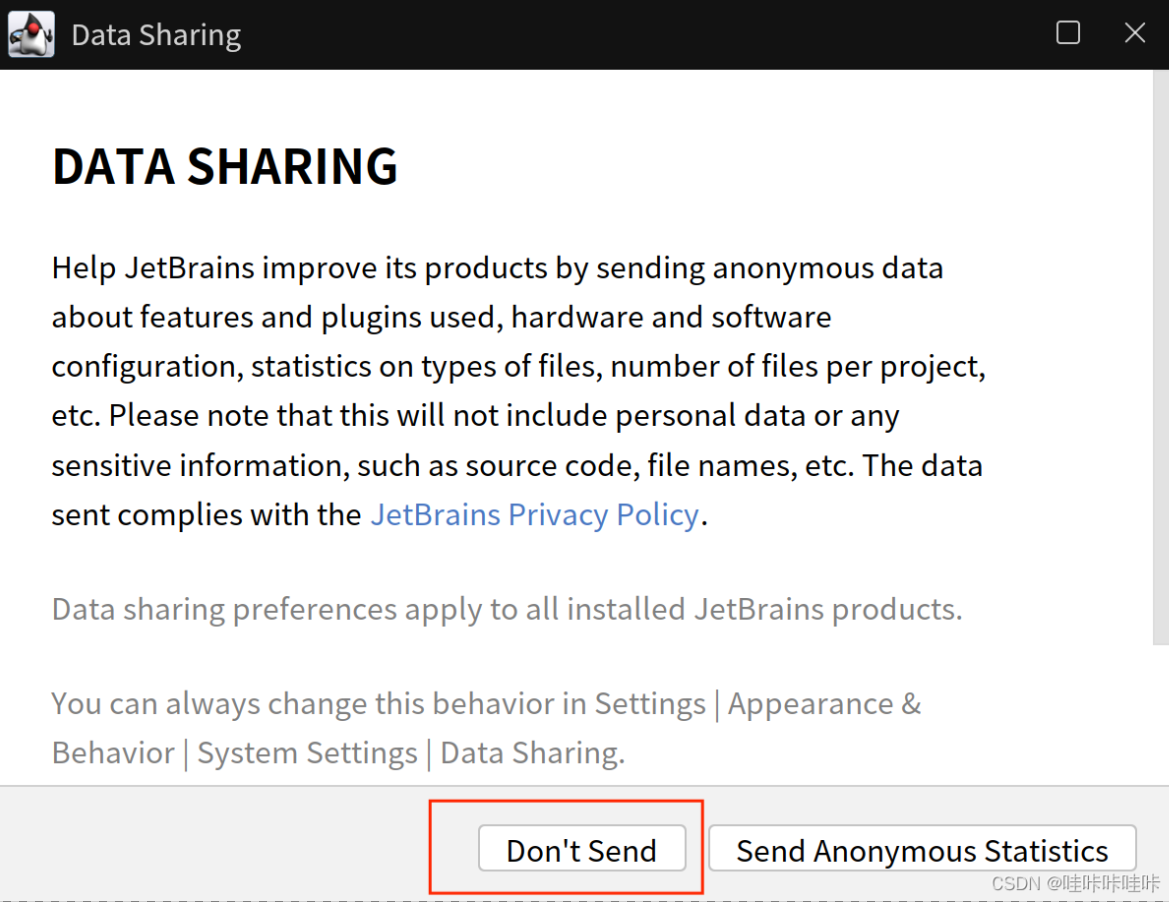 Data Sharing
DATA SHARING
Help JetBrains improve its products by sending anonymous data
about features and plugins used, hardware and software
configuration, statistics on types of files, number of files per project,
etc. Please note that this will not include personal data or any
sensitive information, such as source code, file names, etc. The data
sent complies with the JetBrains Privacy Policy.
Data sharing preferences apply to all installed JetBrains products.
You can always change this behavior in Settings | Appearance &
Behavior | System Settings | Data Sharing.
Don't Send
Send Anonymous Statistics
CSDN @哇咔咔哇咔